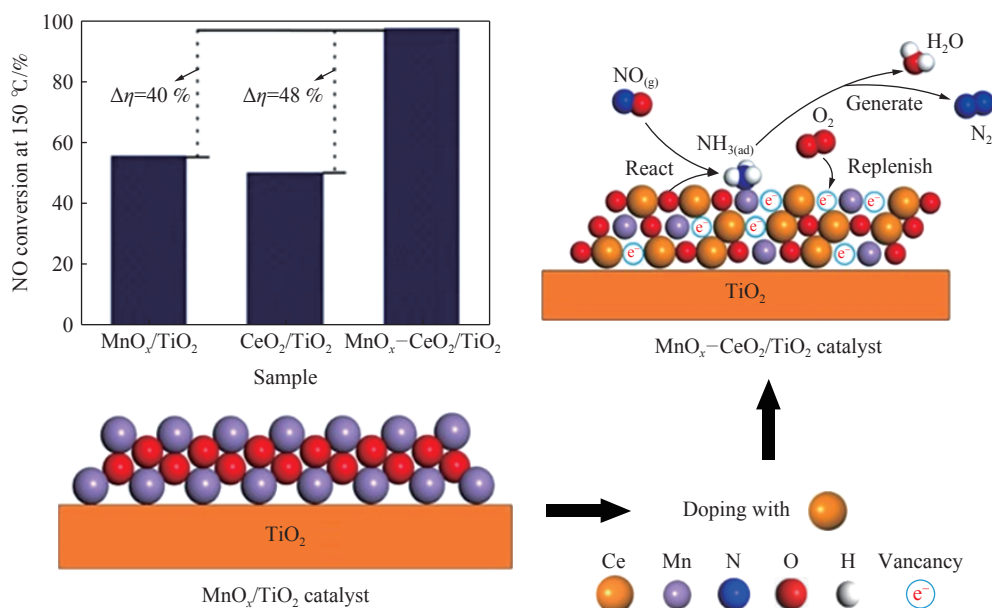 100
80
60
40
20
0
NO conversion at 150 ℃/%
Δη=40 %
Δη=48 %
MnOₓ/TiO₂
CeO₂/TiO₂
MnOₓ−CeO₂/TiO₂
Sample
NO(g)
H₂O
O₂
Generate
N₂
NH₃(ad)
React
Replenish
e⁻ e⁻ e⁻
e⁻ e⁻
e⁻ e⁻
TiO₂
MnOₓ−CeO₂/TiO₂ catalyst
TiO₂
MnOₓ/TiO₂ catalyst
Doping with
Ce Mn N O H Vancancy
e⁻